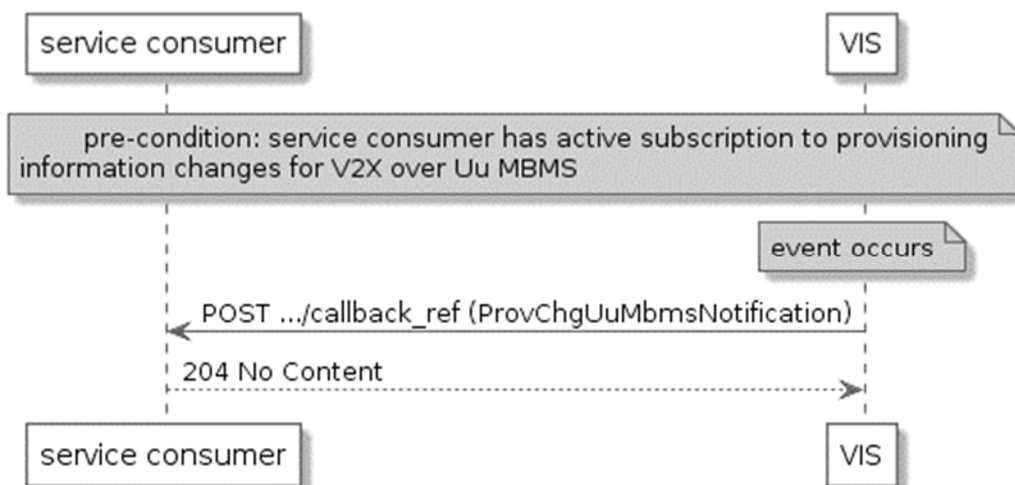 service consumer
VIS
pre-condition: service consumer has active subscription to provisioning
information changes for V2X over Uu MBMS
event occurs
POST .../callback_ref (ProvChgUuMbmsNotification)
204 No Content
service consumer
VIS